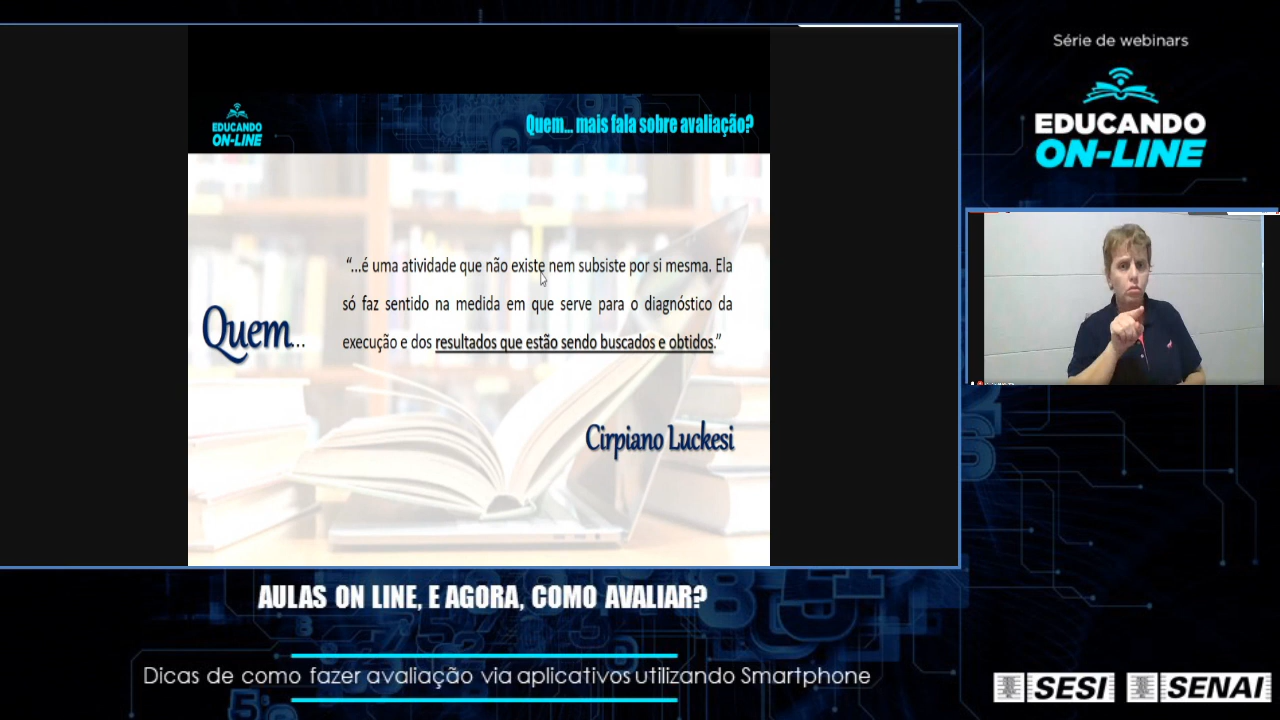 Série de webinars
EDUCANDO
ON-LINE
EDUCANDO
ON-LINE
Quem... mais fala sobre avaliação?
“...é uma atividade que não existe nem subsiste por si mesma. Ela
só faz sentido na medida em que serve para o diagnóstico da
execução e dos resultados que estão sendo buscados e obtidos.”
Quem...
Cirpiano Luckesi
AULAS ON LINE, E AGORA, COMO AVALIAR?
Dicas de como fazer avaliação via aplicativos utilizando Smartphone
SESI SENAI